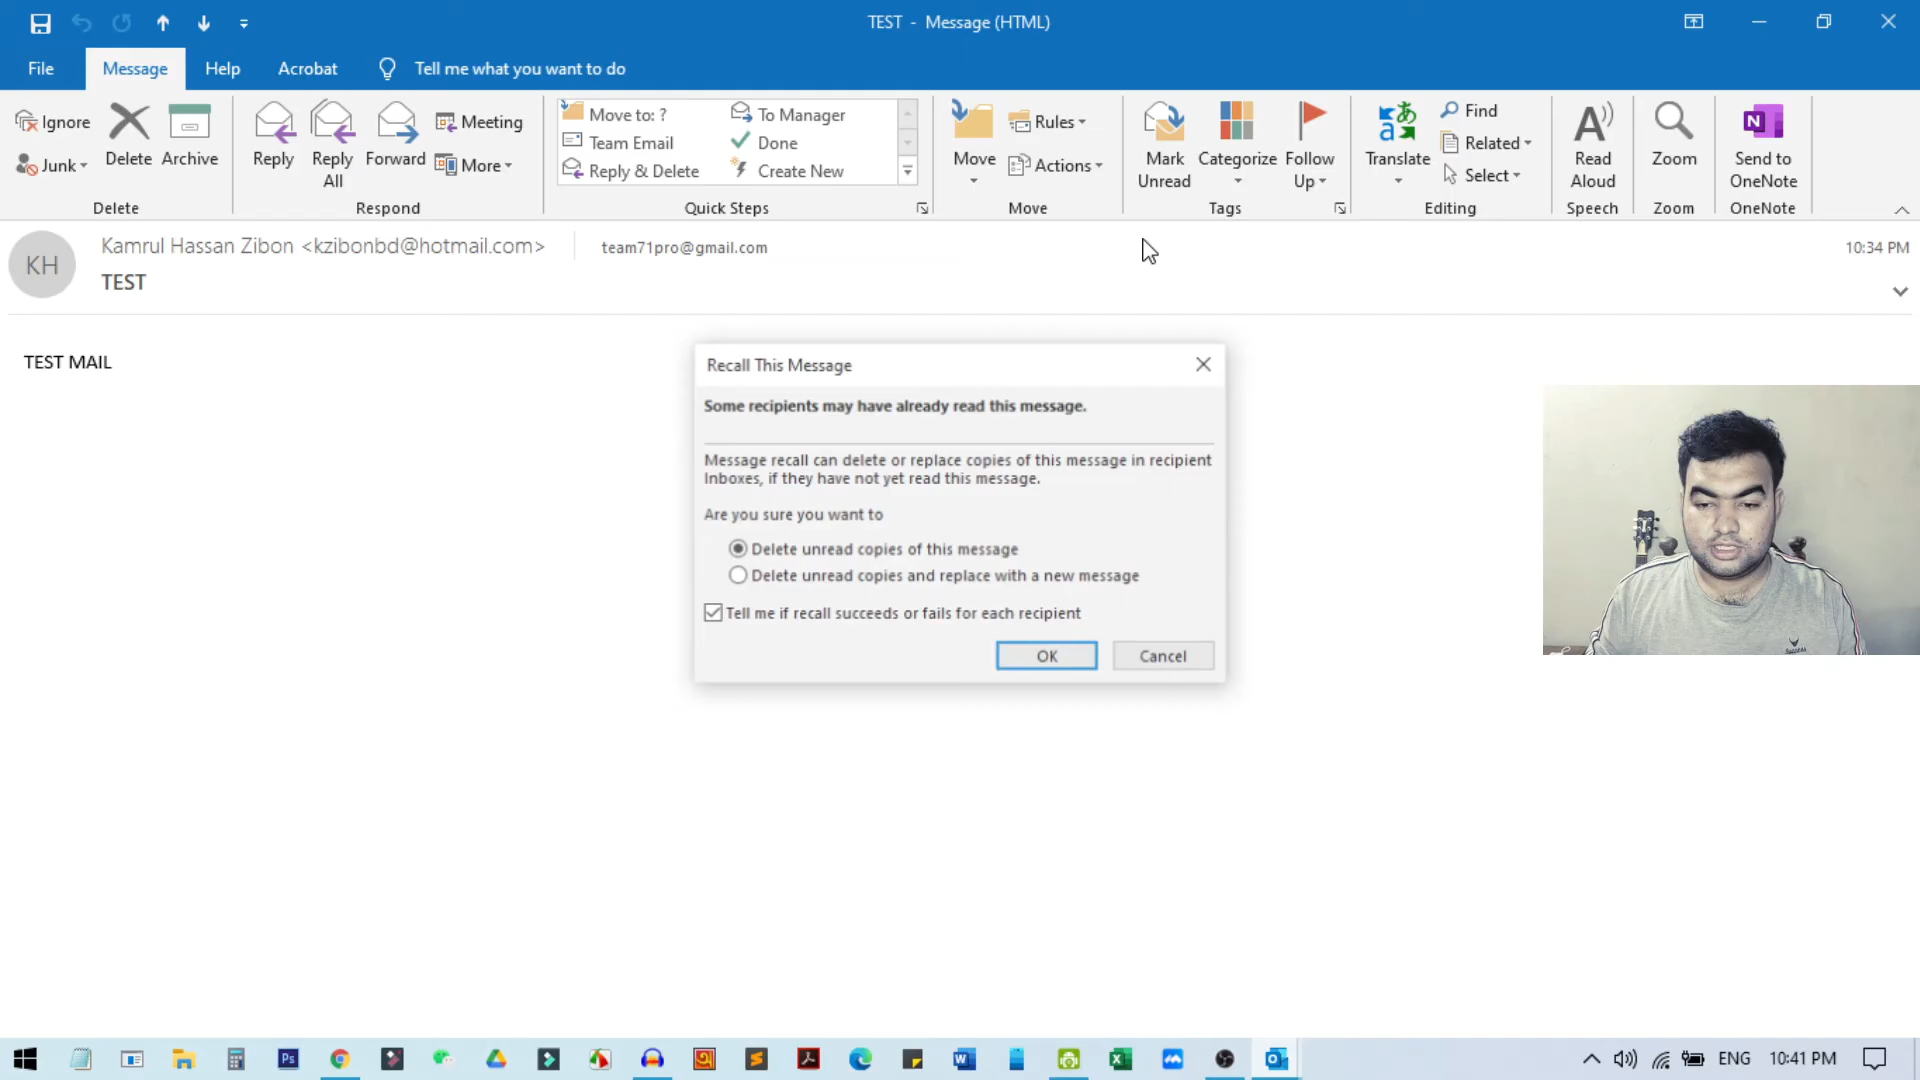 TEST - Message (HTML)
File Message Help Acrobat Tell me what you want to do
Ignore
Junk
Delete
Archive
Delete
Reply
Reply All
Forward
Meeting
More
Respond
Move to: ?
Team Email
Reply & Delete
To Manager
Done
Create New
Quick Steps
Move
Rules
Actions
Move
Mark Unread
Categorize
Follow Up
Tags
Translate
Find
Related
Select
Editing
Read Aloud
Speech
Zoom
Zoom
Send to OneNote
OneNote
KH
Kamrul Hassan Zibon <kzibonbd@hotmail.com>
team71pro@gmail.com
10:34 PM
TEST
TEST MAIL
Recall This Message
Some recipients may have already read this message.
Message recall can delete or replace copies of this message in recipient
Inboxes, if they have not yet read this message.
Are you sure you want to
Delete unread copies of this message
Delete unread copies and replace with a new message
Tell me if recall succeeds or fails for each recipient
OK
Cancel
Ps
ENG
10:41 PM